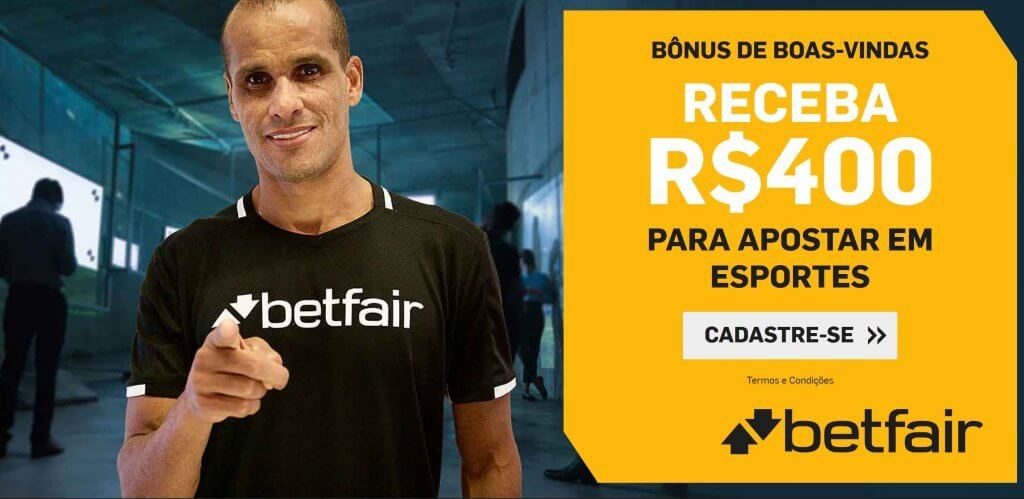 betfair
BÔNUS DE BOAS-VINDAS
RECEBA
R$400
PARA APOSTAR EM
ESPORTES
CADASTRE-SE »
Termos e Condições
betfair